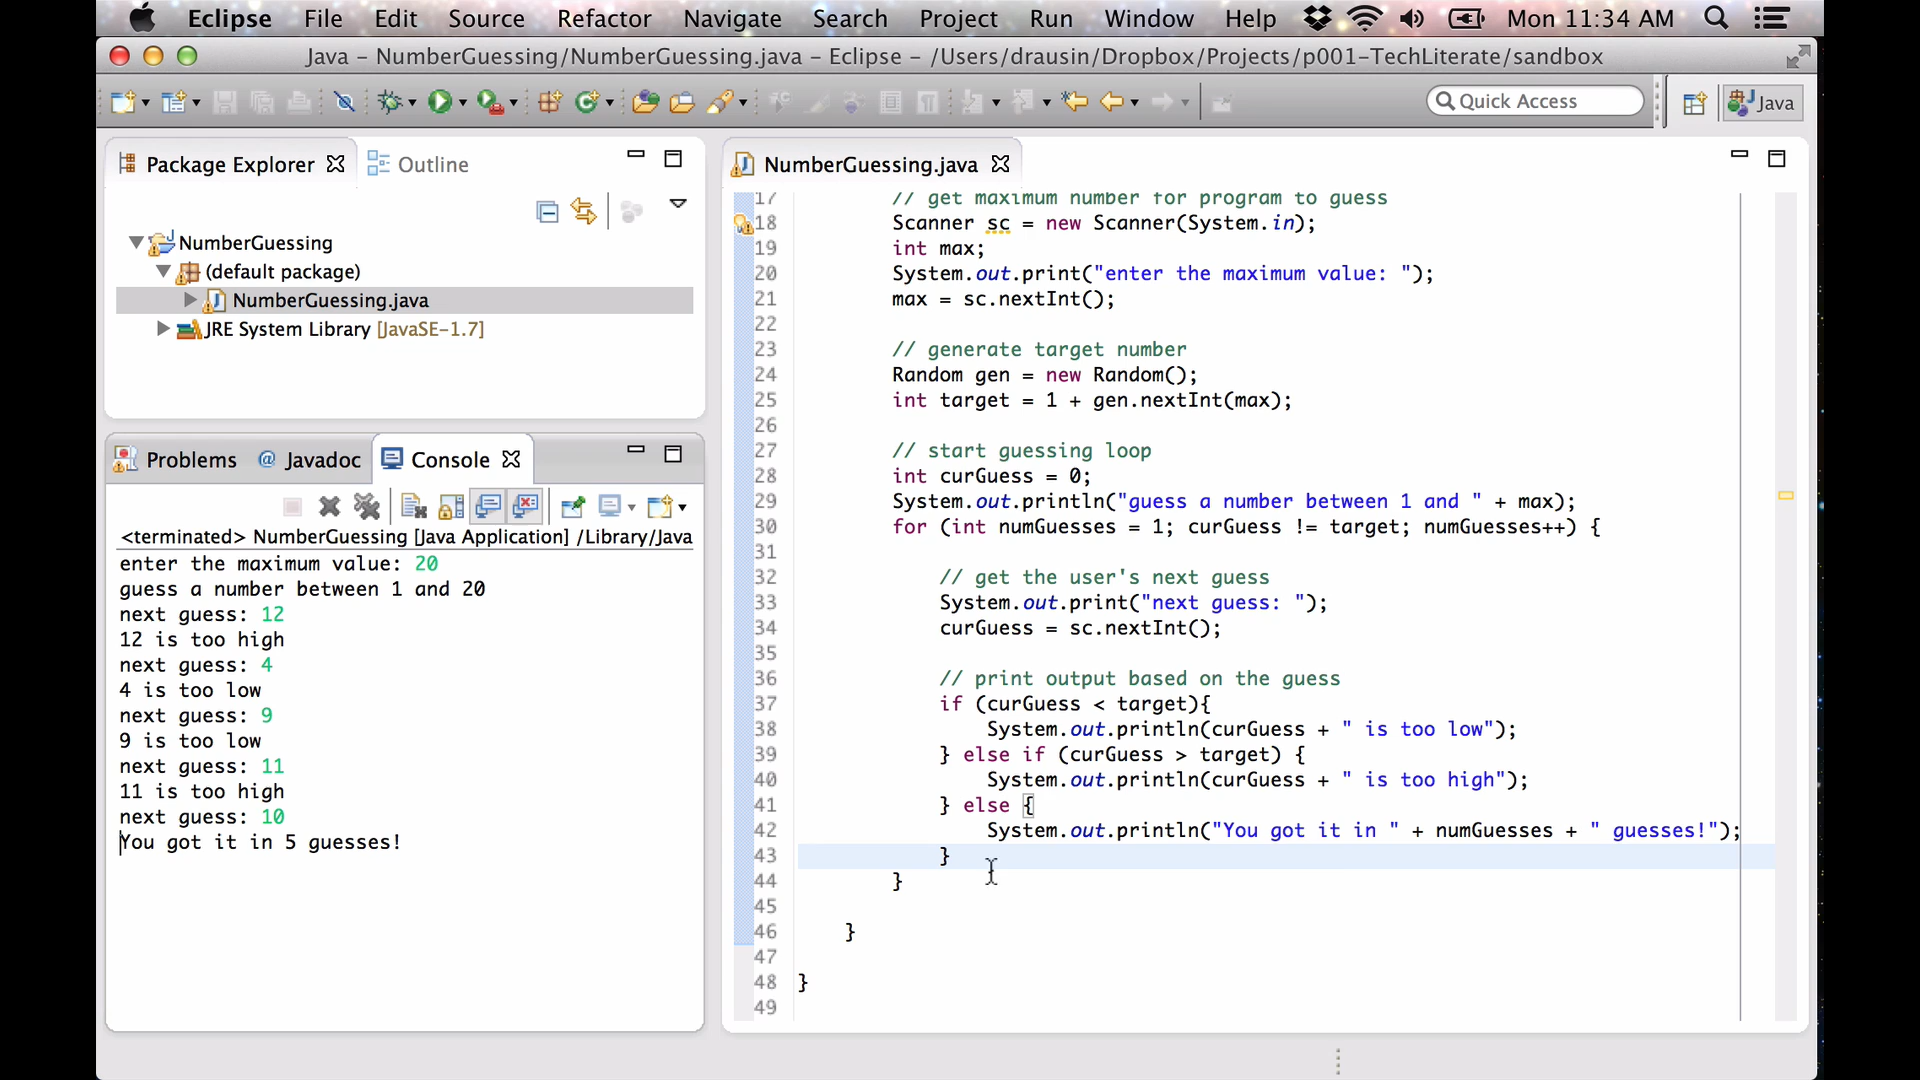 Eclipse File Edit Source Refactor Navigate Search Project Run Window Help Mon 11:34 AM
Java – NumberGuessing/NumberGuessing.java – Eclipse – /Users/drausin/Dropbox/Projects/p001-TechLiterate/sandbox
Quick Access
Java
Package Explorer
Outline
NumberGuessing
(default package)
NumberGuessing.java
JRE System Library [JavaSE-1.7]
Problems
@ Javadoc
Console
<terminated> NumberGuessing [Java Application] /Library/Java
enter the maximum value: 20
guess a number between 1 and 20
next guess: 12
12 is too high
next guess: 4
4 is too low
next guess: 9
9 is too low
next guess: 11
11 is too high
next guess: 10
You got it in 5 guesses!
NumberGuessing.java
17 // get maximum number for program to guess
18 Scanner sc = new Scanner(System.in);
19 int max;
20 System.out.print("enter the maximum value: ");
21 max = sc.nextInt();
22
23 // generate target number
24 Random gen = new Random();
25 int target = 1 + gen.nextInt(max);
26
27 // start guessing loop
28 int curGuess = 0;
29 System.out.println("guess a number between 1 and " + max);
30 for (int numGuesses = 1; curGuess != target; numGuesses++) {
31
32 // get the user's next guess
33 System.out.print("next guess: ");
34 curGuess = sc.nextInt();
35
36 // print output based on the guess
37 if (curGuess < target){
38 System.out.println(curGuess + " is too low");
39 } else if (curGuess > target) {
40 System.out.println(curGuess + " is too high");
41 } else {
42 System.out.println("You got it in " + numGuesses + " guesses!");
43 }
44 }
45
46 }
47
48 }
49